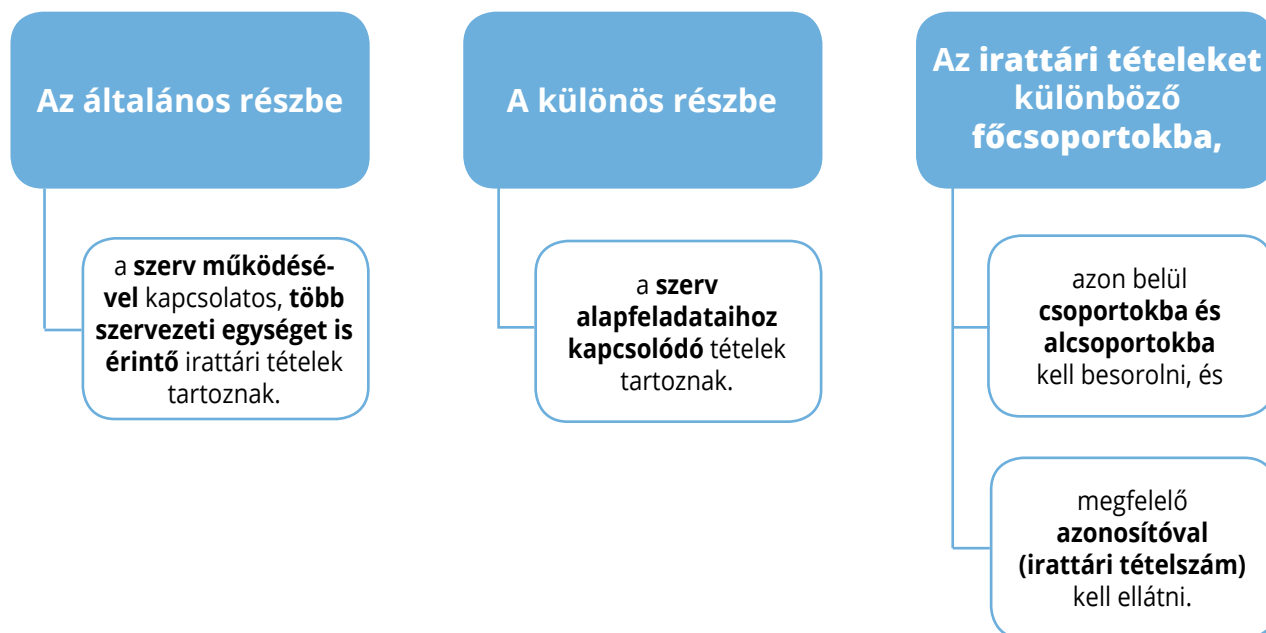 Az általános részbe
a szerv működésé-
vel kapcsolatos, több
szervezeti egységet is
érintő irattári tételek
tartoznak.
A különös részbe
a szerv
alapfeladataihoz
kapcsolódó tételek
tartoznak.
Az irattári tételeket
különböző
főcsoportokba,
azon belül
csoportokba és
alcsoportokba
kell besorolni, és
megfelelő
azonosítóval
(irattári tételszám)
kell ellátni.